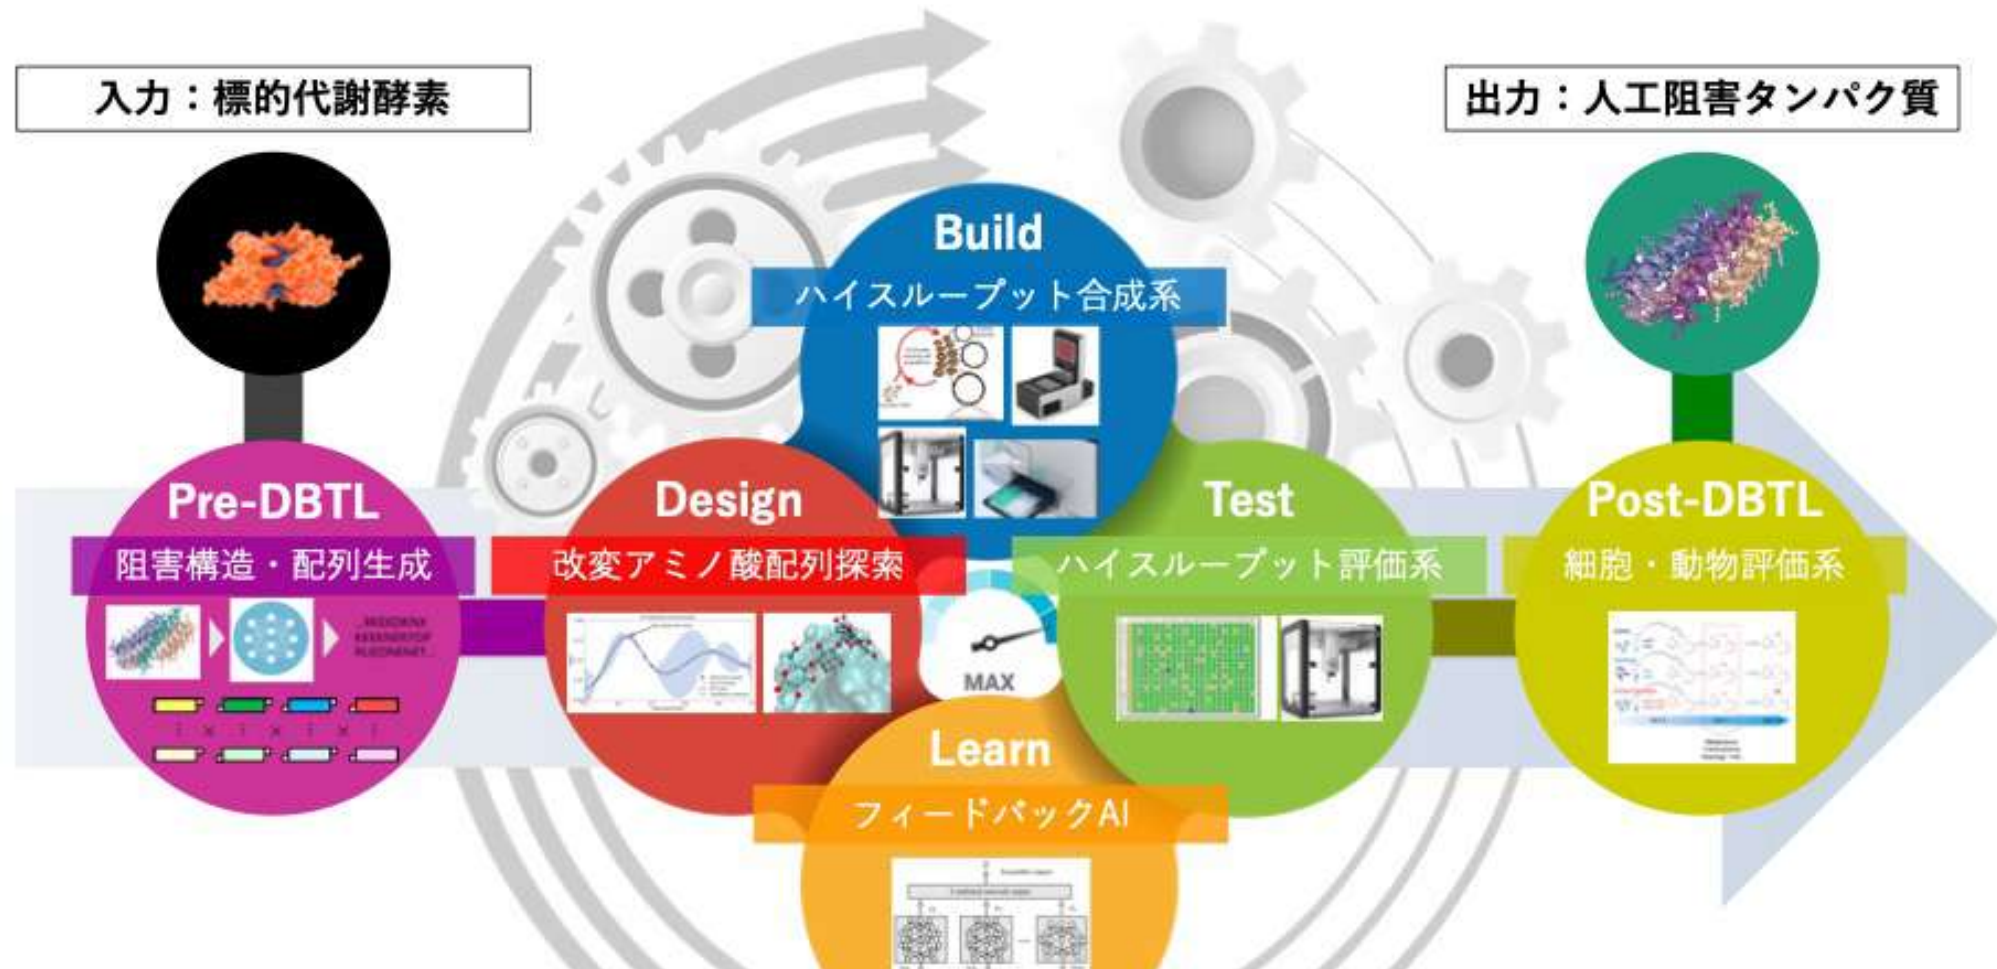 入力：標的代謝酵素
出力：人工阻害タンパク質
Build
ハイスループット合成系
Pre-DBTL
阻害構造・配列生成
Design
改変アミノ酸配列探索
Test
ハイスループット評価系
Post-DBTL
細胞・動物評価系
MAX
Learn
フィードバックAI